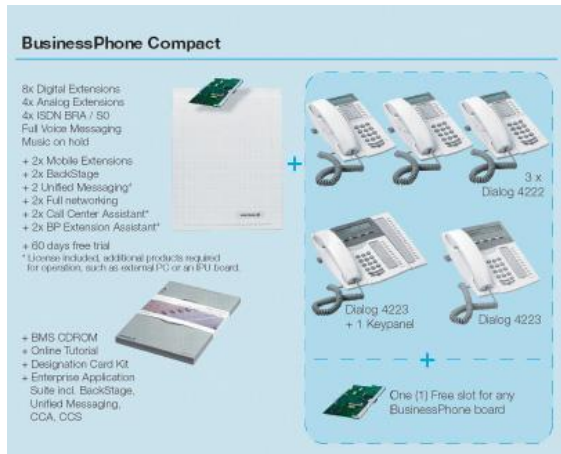 BusinessPhone Compact
8x Digital Extensions
4x Analog Extensions
4x ISDN BRA / S0
Full Voice Messaging
Music on hold
+ 2x Mobile Extensions
+ 2x BackStage
+ 2 Unified Messaging*
+ 2x Full networking
+ 2x Call Center Assistant*
+ 2x BP Extension Assistant*
+ 60 days free trial
* License included, additional products required
for operation, such as external PC or an IPU board.
+ BMS CDROM
+ Online Tutorial
+ Designation Card Kit
+ Enterprise Application
Suite incl. BackStage,
Unified Messaging,
CCA, CCS
+
3 x
Dialog 4222
Dialog 4223
+ 1 Keypanel
Dialog 4223
+
One (1) Free slot for any
BusinessPhone board